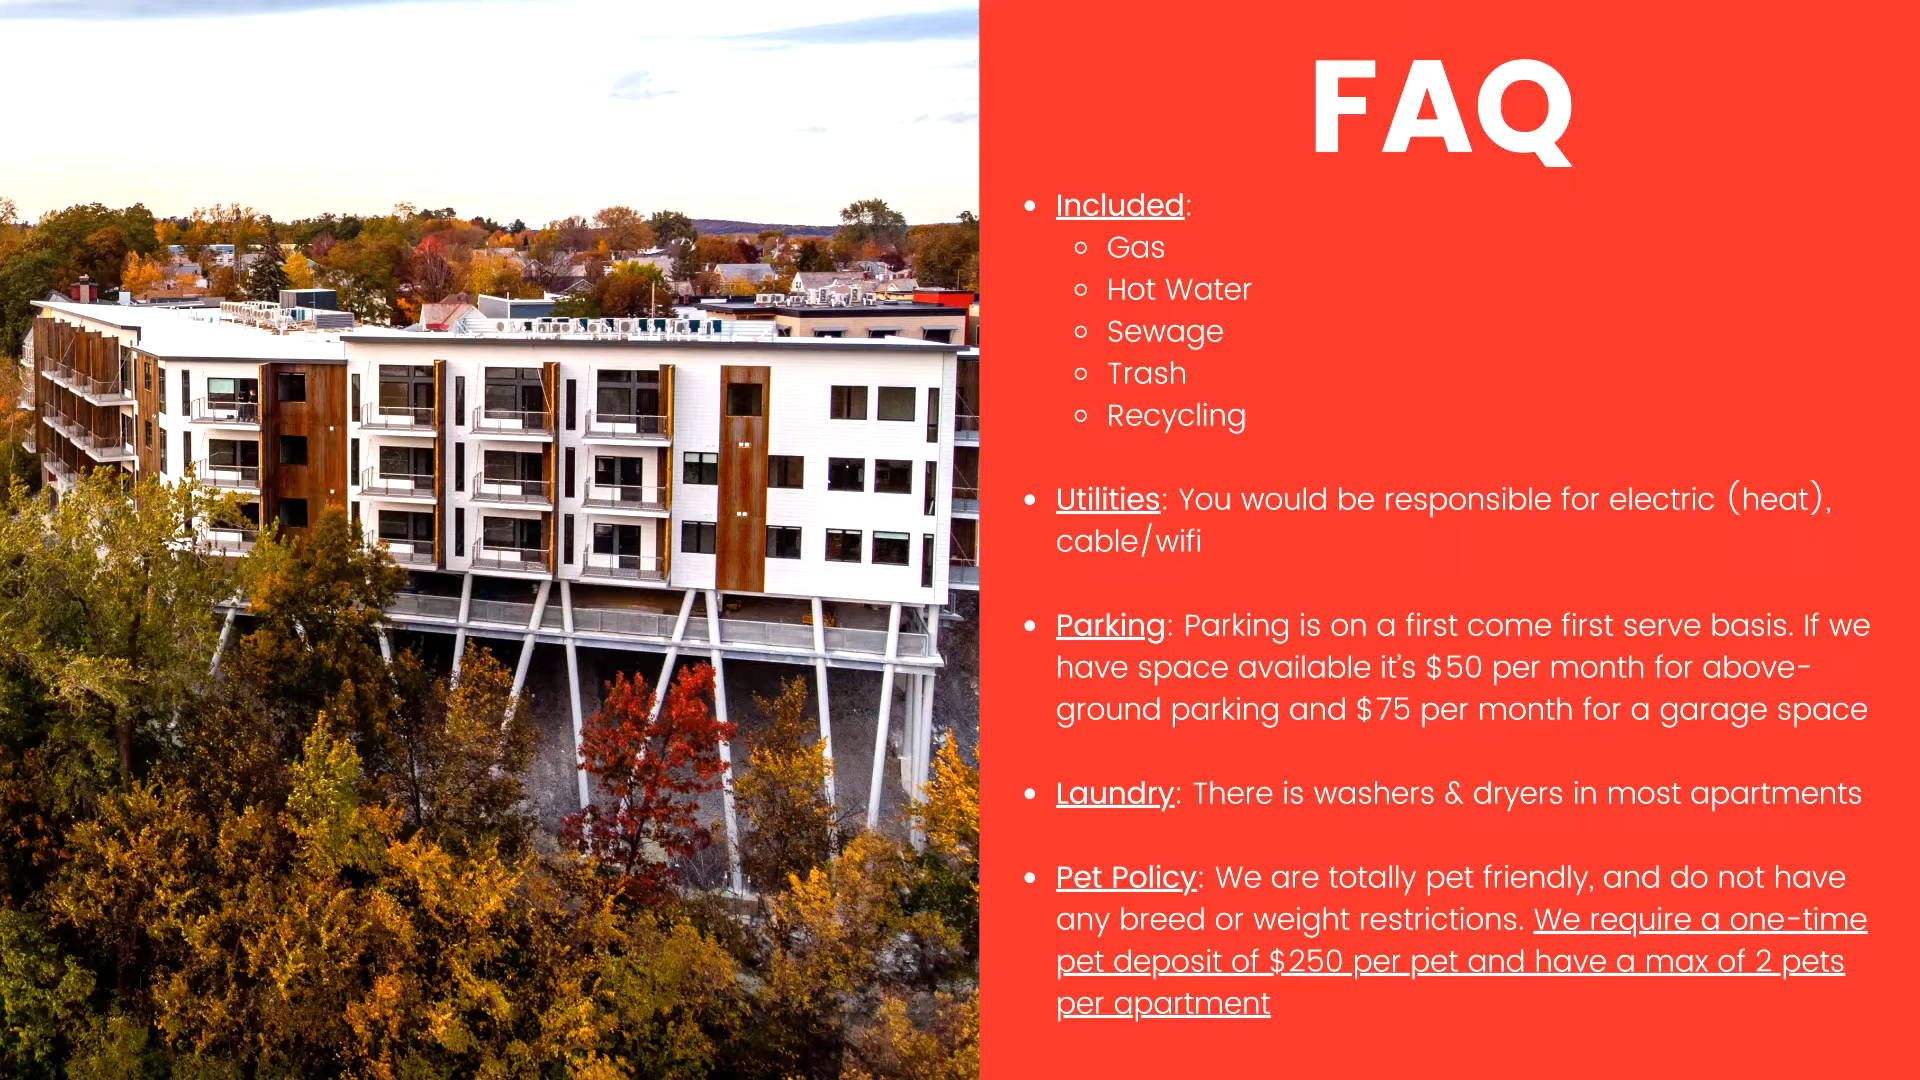 FAQ
Included:
Gas
Hot Water
Sewage
Trash
Recycling
Utilities: You would be responsible for electric (heat),
cable/wifi
Parking: Parking is on a first come first serve basis. If we
have space available it's $50 per month for above-
ground parking and $75 per month for a garage space
Laundry: There is washers & dryers in most apartments
Pet Policy: We are totally pet friendly, and do not have
any breed or weight restrictions. We require a one-time
pet deposit of $250 per pet and have a max of 2 pets
per apartment